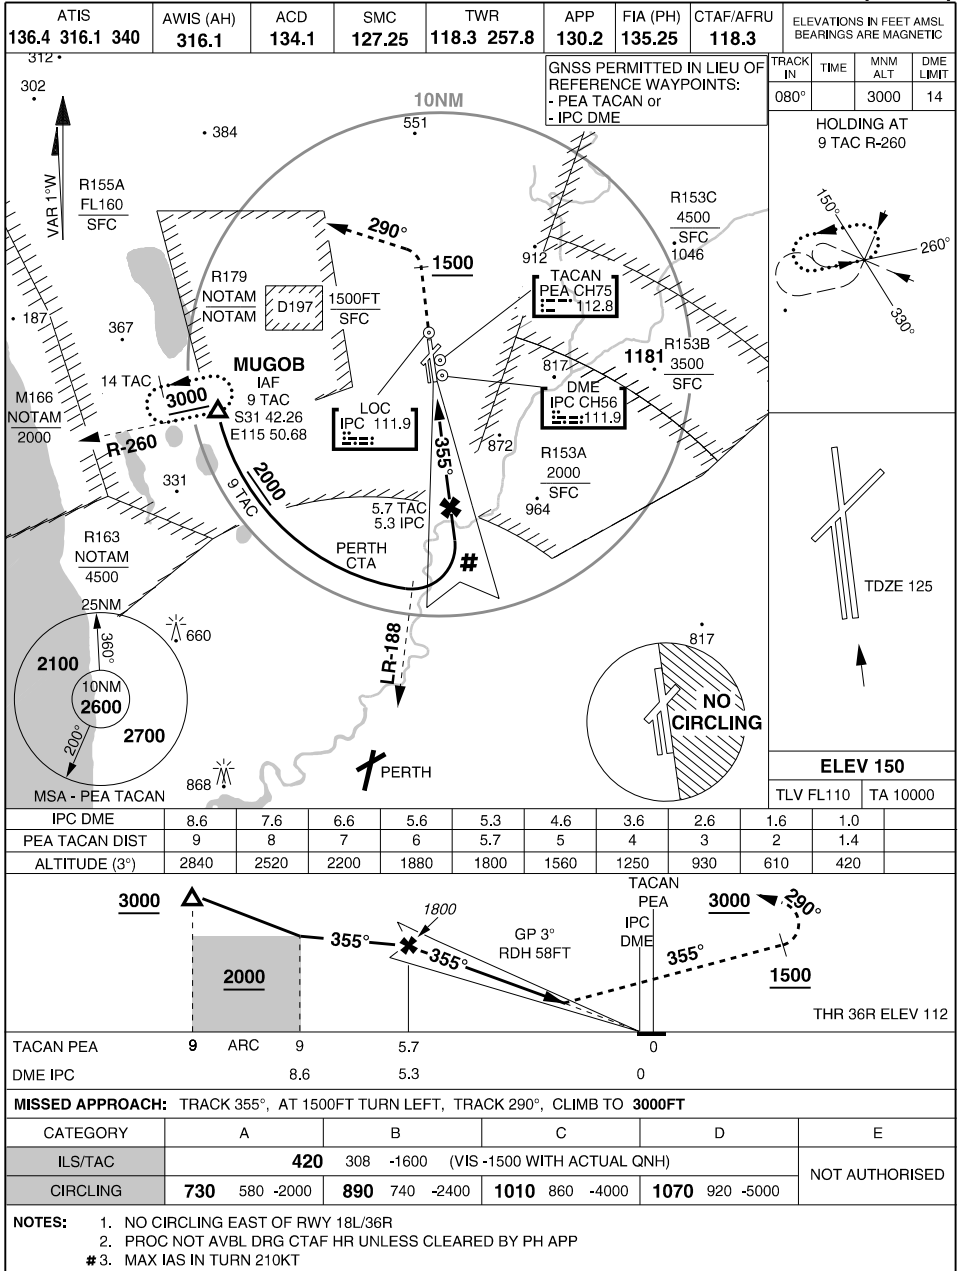 ATIS
136.4 316.1 340
AWIS (AH)
316.1
ACD
134.1
SMC
127.25
TWR
118.3 257.8
APP
130.2
FIA (PH)
135.25
CTAF/AFRU
118.3
ELEVATIONS IN FEET AMSL
BEARINGS ARE MAGNETIC
GNSS PERMITTED IN LIEU OF
REFERENCE WAYPOINTS:
- PEA TACAN or
- IPC DME
TRACK IN
TIME
MNM ALT
DME LIMIT
080°
3000
14
HOLDING AT
9 TAC R-260
150°
260°
330°
312
302
384
10NM
551
VAR 1°W
R155A
FL160
SFC
290°
1500
R153C
4500
SFC
1046
912
TACAN
PEA CH75
112.8
R179
NOTAM
NOTAM
D197
1500FT
SFC
187
367
MUGOB
IAF
9 TAC
S31 42.26
E115 50.68
14 TAC
3000
M166
NOTAM
2000
R-260
LOC
IPC 111.9
817
1181
R153B
3500
SFC
DME
IPC CH56
111.9
355°
872
R153A
2000
SFC
964
331
2000
9 TAC
5.7 TAC
5.3 IPC
PERTH
CTA
#
R163
NOTAM
4500
TDZE 125
25NM
360°
2100
10NM
2600
200°
2700
MSA - PEA TACAN
660
868
LR-188
PERTH
817
NO
CIRCLING
ELEV 150
TLV FL110
TA 10000
IPC DME 8.6 7.6 6.6 5.6 5.3 4.6 3.6 2.6 1.6 1.0
PEA TACAN DIST 9 8 7 6 5.7 5 4 3 2 1.4
ALTITUDE (3°) 2840 2520 2200 1880 1800 1560 1250 930 610 420
3000
2000
355°
1800
355°
GP 3°
RDH 58FT
TACAN
PEA
IPC
DME
355°
3000
290°
1500
THR 36R ELEV 112
TACAN PEA 9 ARC 9 5.7 0
DME IPC 8.6 5.3 0
MISSED APPROACH: TRACK 355°, AT 1500FT TURN LEFT, TRACK 290°, CLIMB TO 3000FT
CATEGORY A B C D E
ILS/TAC 420 308 -1600 (VIS -1500 WITH ACTUAL QNH)
NOT AUTHORISED
CIRCLING 730 580 -2000 890 740 -2400 1010 860 -4000 1070 920 -5000
NOTES: 1. NO CIRCLING EAST OF RWY 18L/36R
2. PROC NOT AVBL DRG CTAF HR UNLESS CLEARED BY PH APP
# 3. MAX IAS IN TURN 210KT